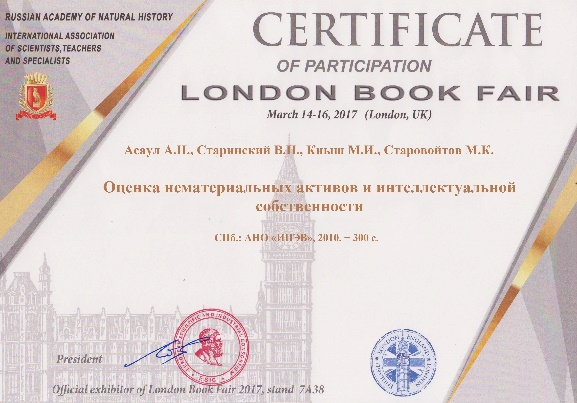 RUSSIAN ACADEMY OF NATURAL HISTORY
INTERNATIONAL ASSOCIATION
OF SCIENTISTS, TEACHERS
AND SPECIALISTS
CERTIFICATE
OF PARTICIPATION
LONDON BOOK FAIR
March 14-16, 2017 (London, UK)
Асаул А.Н., Старинский В.Н., Кныш М.И., Старовойтов М.К.
Оценка нематериальных активов и интеллектуальной
собственности
СПб.: АНО «ИПЭВ», 2010. – 300 с.
President
Official exhibitor of London Book Fair 2017, stand 7A38